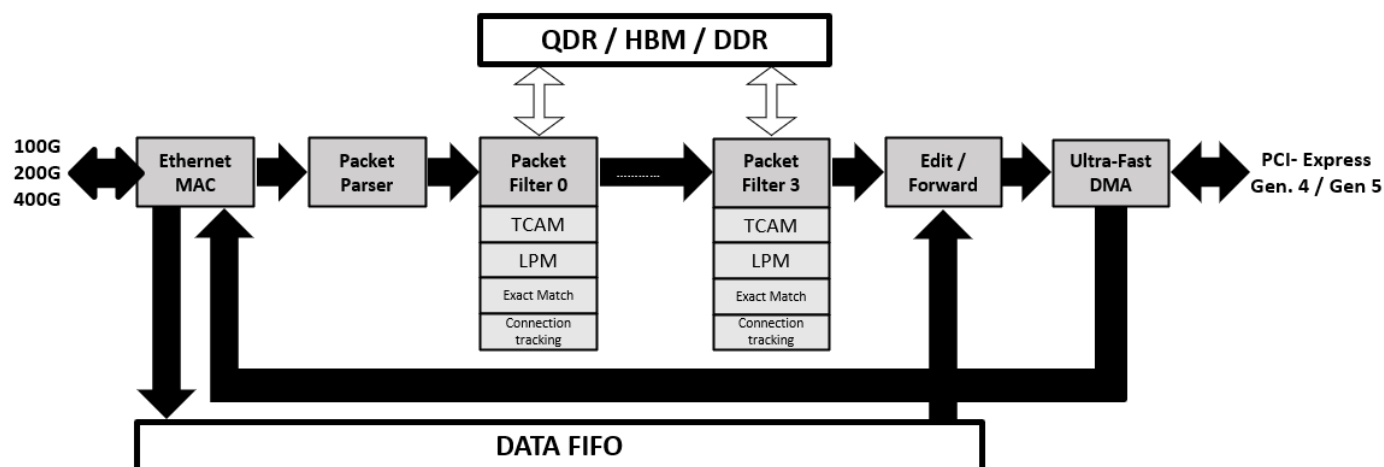 QDR / HBM / DDR
100G
200G
400G
Ethernet
MAC
Packet
Parser
Packet
Filter 0
............
Packet
Filter 3
Edit /
Forward
Ultra-Fast
DMA
PCI- Express
Gen. 4 / Gen 5
TCAM
LPM
Exact Match
Connection
tracking
TCAM
LPM
Exact Match
Connection
tracking
DATA FIFO